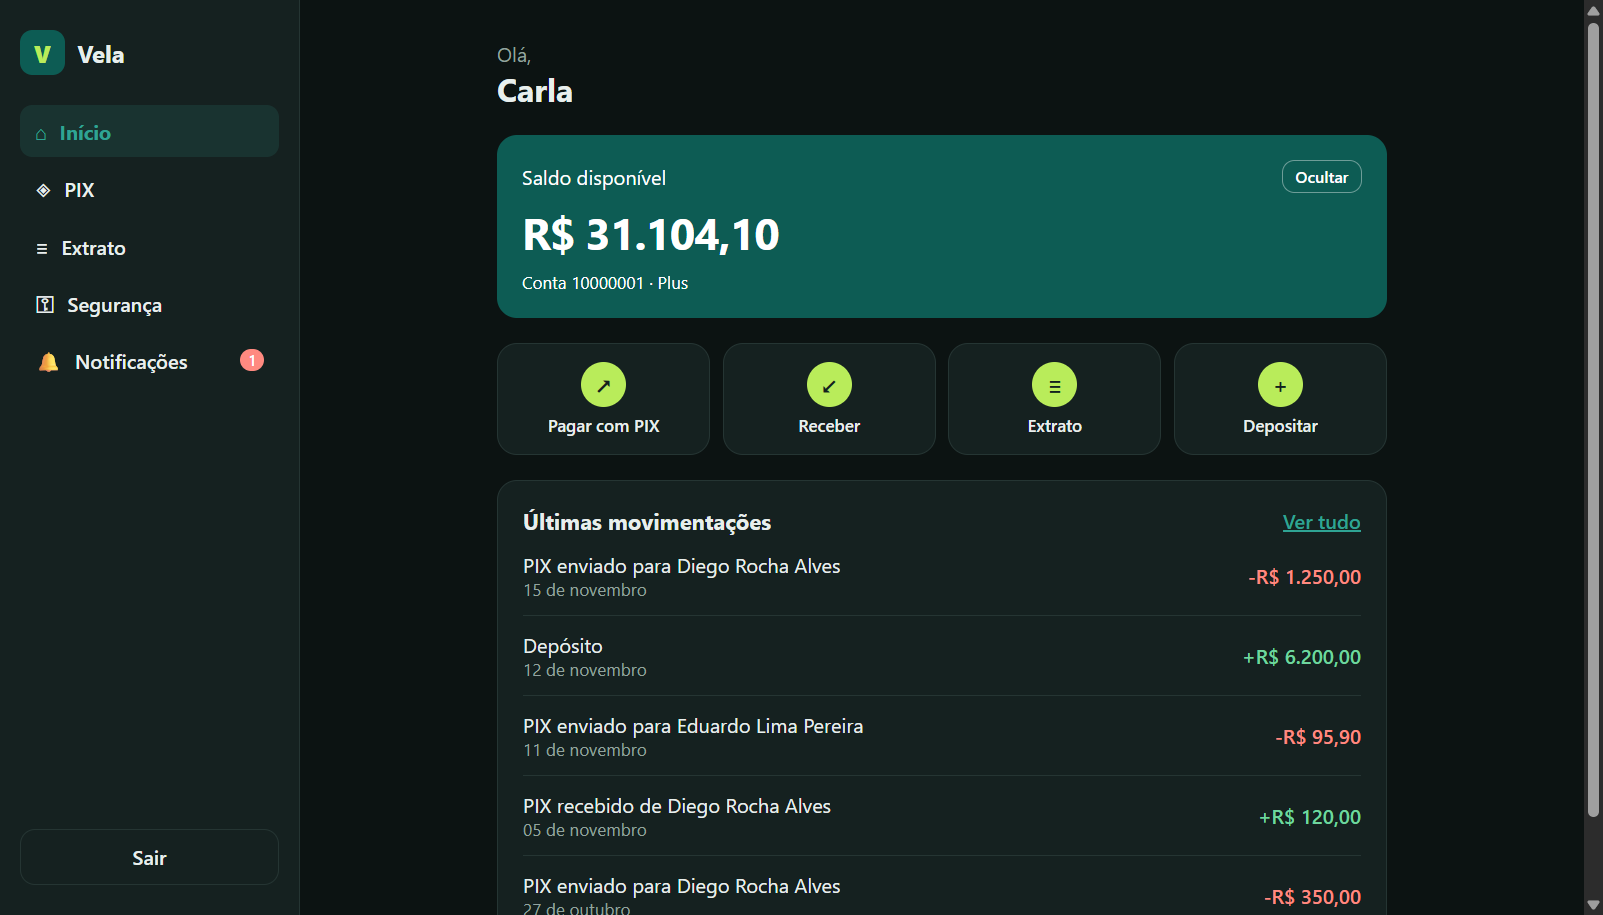 V Vela
Início
PIX
Extrato
Segurança
Notificações 1
Sair
Olá,
Carla
Saldo disponível
Ocultar
R$ 31.104,10
Conta 10000001 · Plus
Pagar com PIX
Receber
Extrato
Depositar
Últimas movimentações
Ver tudo
PIX enviado para Diego Rocha Alves
15 de novembro
-R$ 1.250,00
Depósito
12 de novembro
+R$ 6.200,00
PIX enviado para Eduardo Lima Pereira
11 de novembro
-R$ 95,90
PIX recebido de Diego Rocha Alves
05 de novembro
+R$ 120,00
PIX enviado para Diego Rocha Alves
27 de outubro
-R$ 350,00